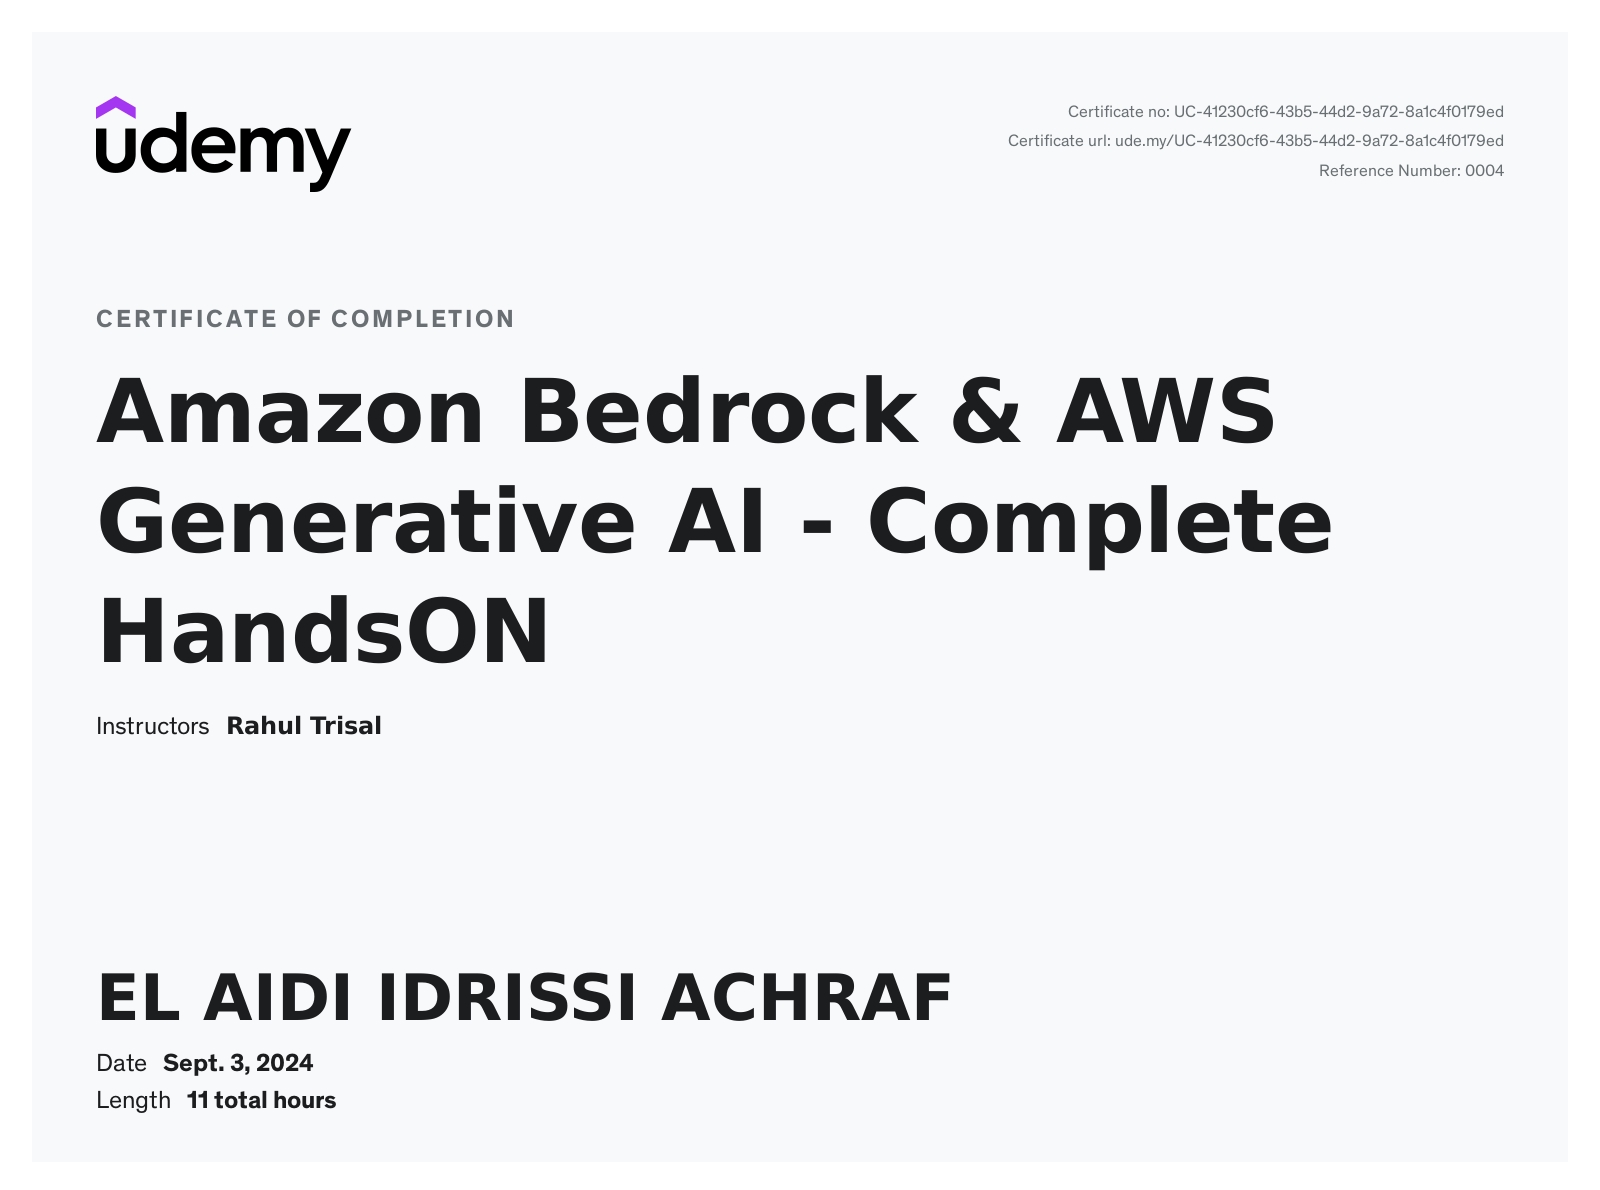 udemy
Certificate no: UC-41230cf6-43b5-44d2-9a72-8a1c4f0179ed
Certificate url: ude.my/UC-41230cf6-43b5-44d2-9a72-8a1c4f0179ed
Reference Number: 0004
CERTIFICATE OF COMPLETION
Amazon Bedrock & AWS
Generative AI - Complete
HandsON
Instructors Rahul Trisal
EL AIDI IDRISSI ACHRAF
Date Sept. 3, 2024
Length 11 total hours